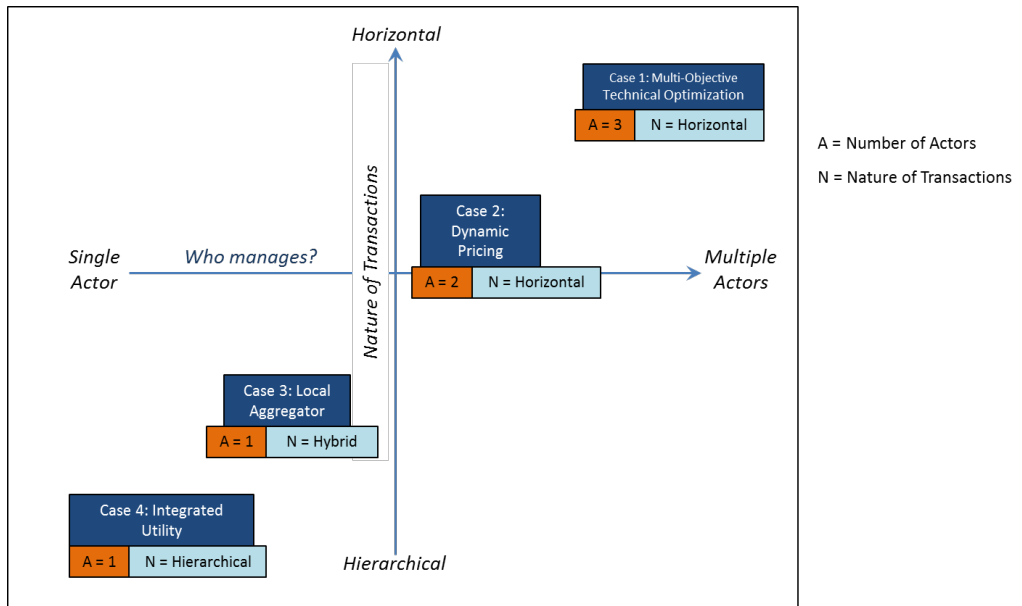 Horizontal
Case 1: Multi-Objective
Technical Optimization
A = 3
N = Horizontal
A = Number of Actors
N = Nature of Transactions
Nature of Transactions
Case 2:
Dynamic
Pricing
Single
Actor
Who manages?
A = 2
N = Horizontal
Multiple
Actors
Case 3: Local
Aggregator
A = 1
N = Hybrid
Case 4: Integrated
Utility
A = 1
N = Hierarchical
Hierarchical